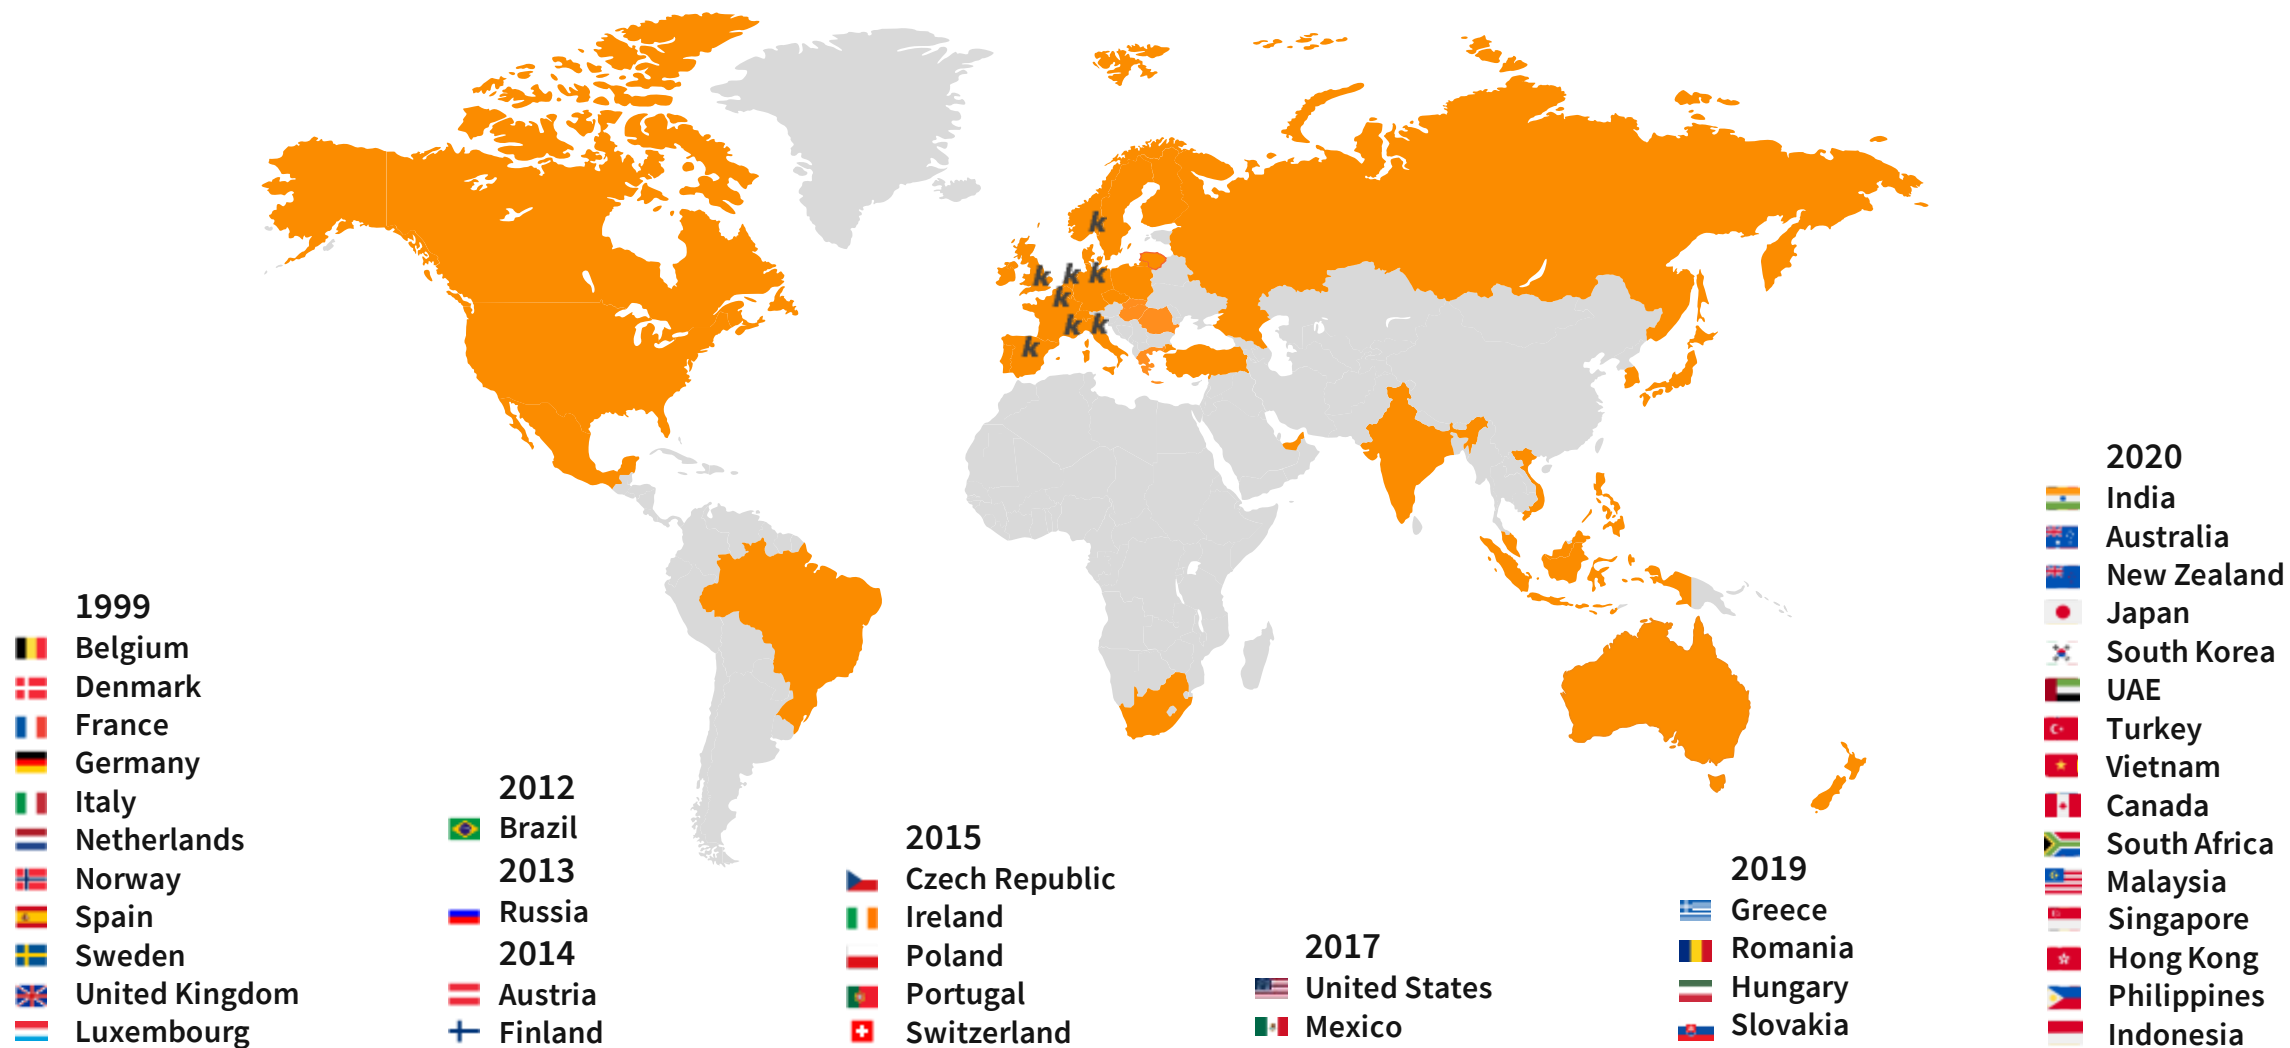 k
k
k
k
k
k
k
k
1999
Belgium
Denmark
France
Germany
Italy
Netherlands
Norway
Spain
Sweden
United Kingdom
Luxembourg
2012
Brazil
2013
Russia
2014
Austria
Finland
2015
Czech Republic
Ireland
Poland
Portugal
Switzerland
2017
United States
Mexico
2019
Greece
Romania
Hungary
Slovakia
2020
India
Australia
New Zealand
Japan
South Korea
UAE
Turkey
Vietnam
Canada
South Africa
Malaysia
Singapore
Hong Kong
Philippines
Indonesia